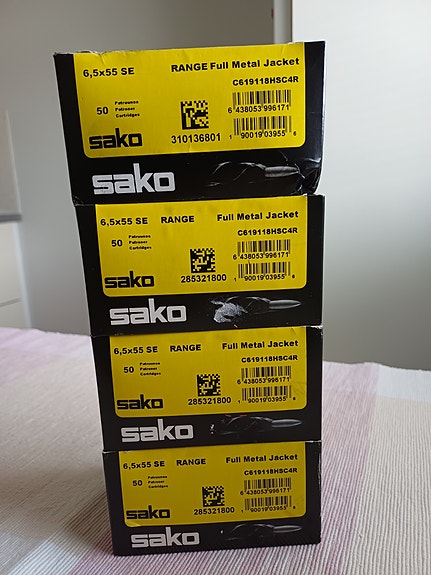 6,5x55 SE RANGE Full Metal Jacket
C619118HSC4R
50 Patruunaa
Patroner
Cartridges
6 438053 996171
sako 310136801 1 90019 03955 6
sako
6,5x55 SE RANGE Full Metal Jacket
C619118HSC4R
50 Patruunaa
Patroner
Cartridges
6 438053 996171
sako 285321800 1 90019 03955 6
sako
6,5x55 SE RANGE Full Metal Jacket
C619118HSC4R
50 Patruunaa
Patroner
Cartridges
6 438053 996171
sako 285321800 1 90019 03955 6
sako
6,5x55 SE RANGE Full Metal Jacket
C619118HSC4R
50 Patruunaa
Patroner
Cartridges
6 438053 996171
sako 285321800 1 90019 03955 6
sako